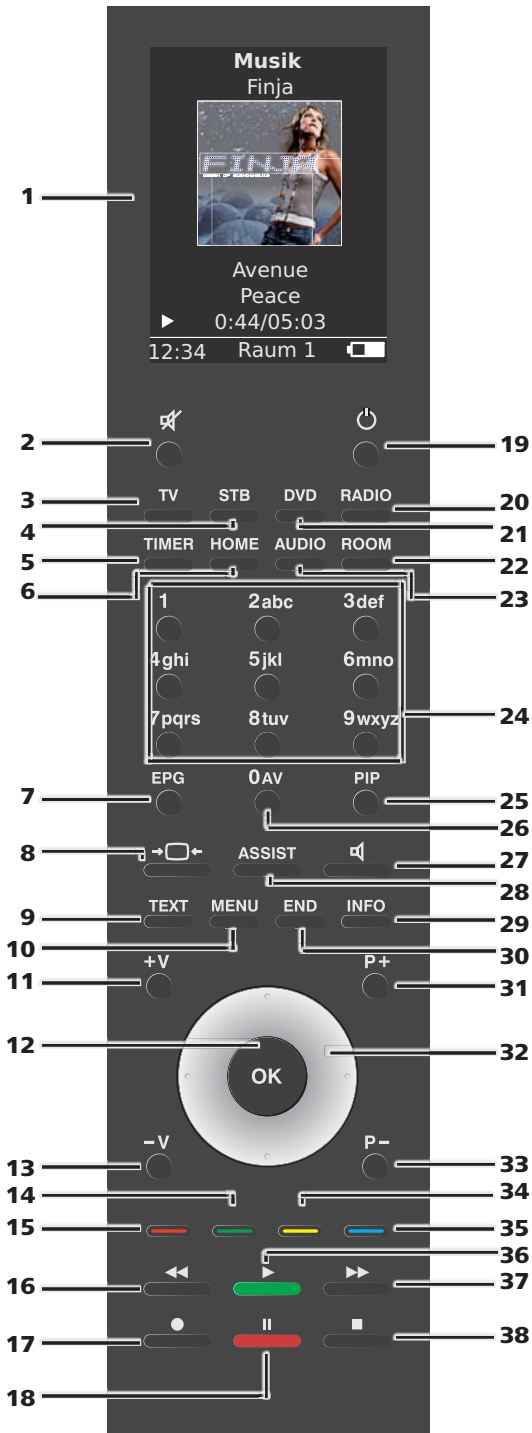 Musik
Finja
FINJA
Avenue
Peace
0:44/05:03
12:34 Raum 1
1
2
19
3 TV STB DVD RADIO 20
4 21
5 TIMER HOME AUDIO ROOM 22
6 23
1 2abc 3def
4ghi 5jkl 6mno
7pqrs 8tuv 9wxyz 24
7 EPG 0AV PIP 25
26
8 ASSIST 27
28
9 TEXT MENU END INFO 29
10 30
11 +V P+ 31
12 OK 32
13 -V P- 33
14 34
15 35
36
16 37
17 38
18